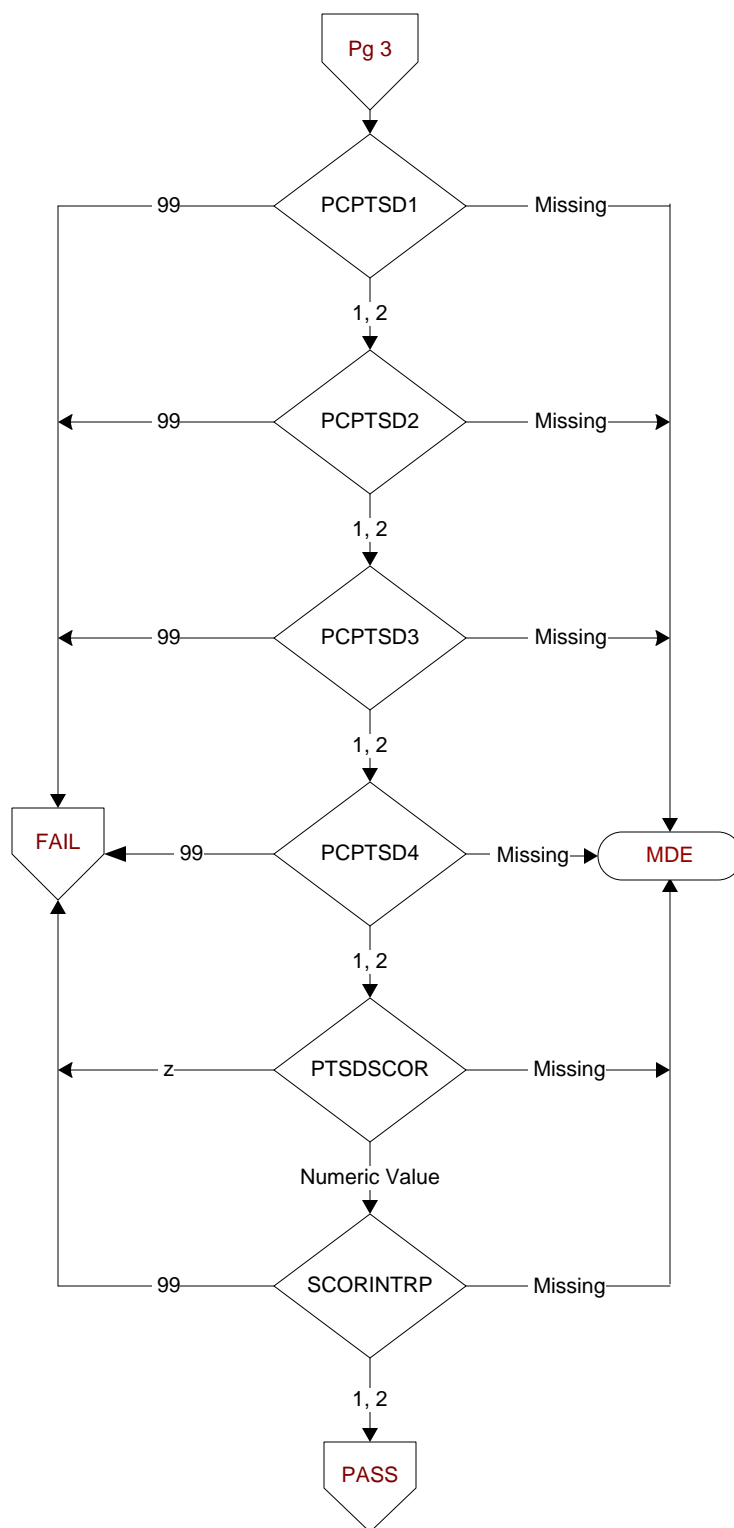 Pg 3
99
PCPTSD1
Missing
1, 2
99
PCPTSD2
Missing
1, 2
99
PCPTSD3
Missing
1, 2
FAIL
99
PCPTSD4
Missing
MDE
1, 2
z
PTSDSCOR
Missing
Numeric Value
99
SCORINTRP
Missing
1, 2
PASS